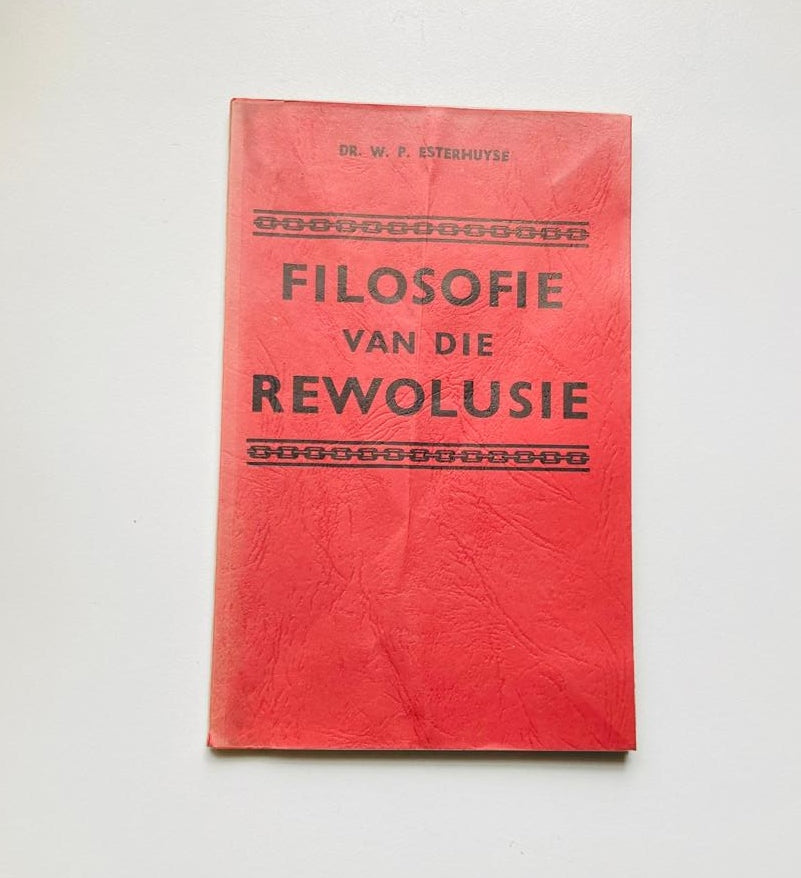 DR. W. P. ESTERHUYSE
FILOSOFIE
VAN DIE
REWOLUSIE